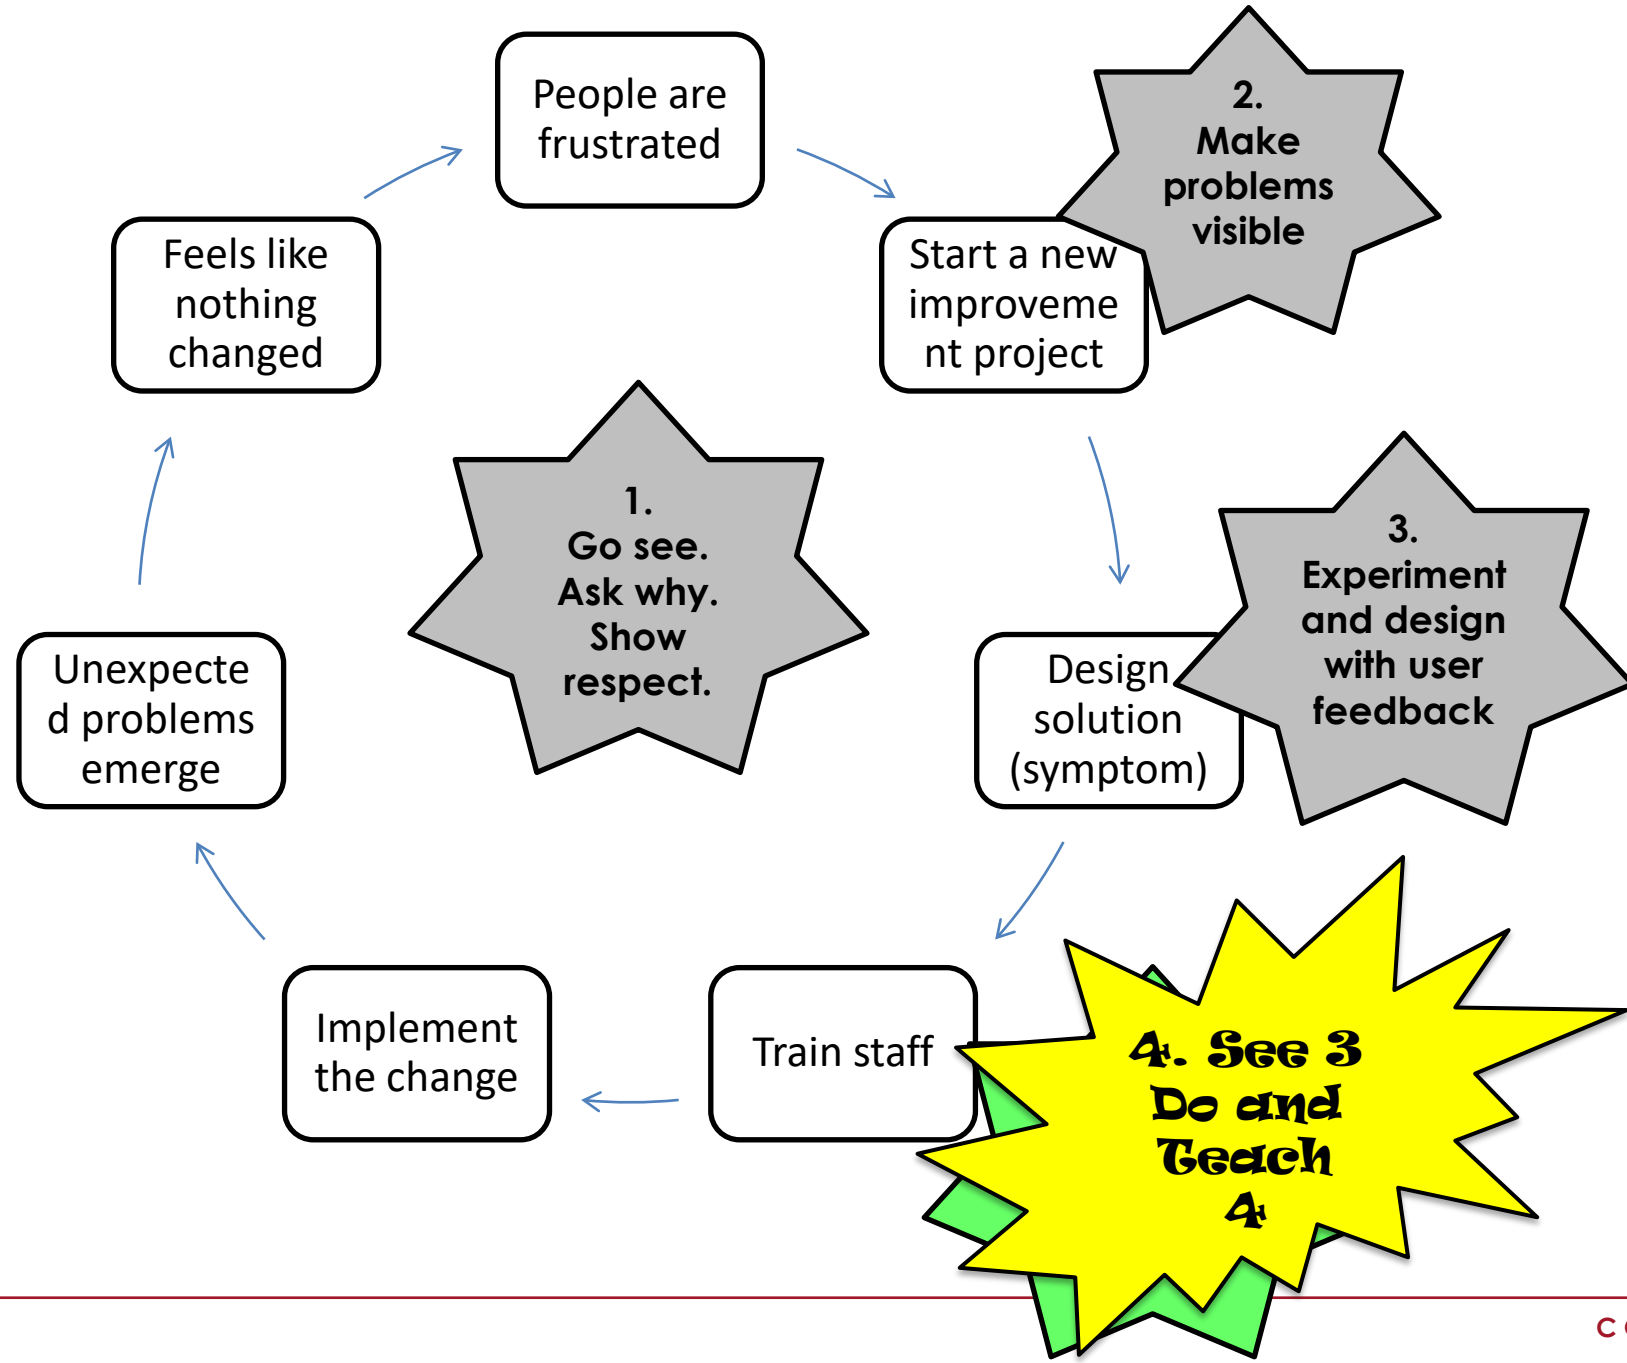 People are
frustrated
2.
Make
problems
visible
Start a new
improveme
nt project
3.
Experiment
and design
with user
feedback
Design
solution
(symptom)
4. See 3
Do and
Teach
4
Train staff
Implement
the change
Unexpecte
d problems
emerge
Feels like
nothing
changed
1.
Go see.
Ask why.
Show
respect.